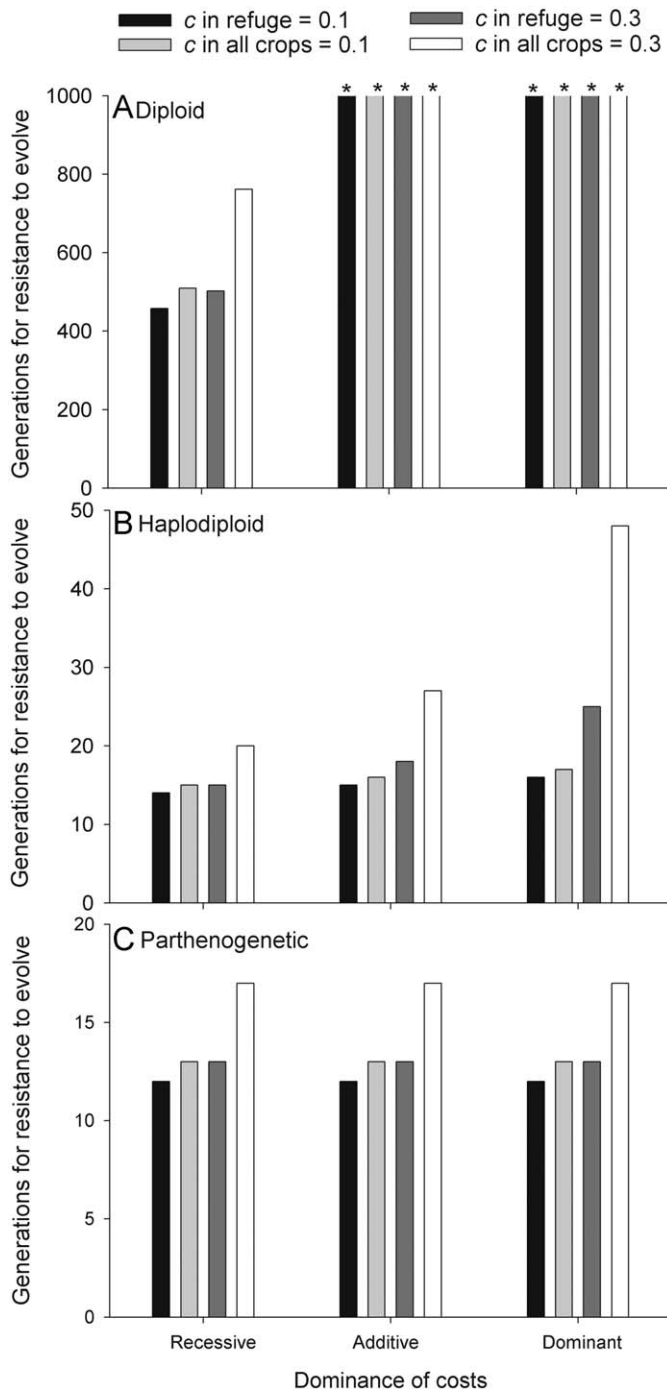 c in refuge = 0.1
c in refuge = 0.3
c in all crops = 0.1
c in all crops = 0.3
* * * * * * * *
A Diploid
1000
800
600
400
200
0
Generations for resistance to evolve
B Haplodiploid
50
40
30
20
10
0
Generations for resistance to evolve
C Parthenogenetic
20
15
10
5
0
Generations for resistance to evolve
Recessive Additive Dominant
Dominance of costs